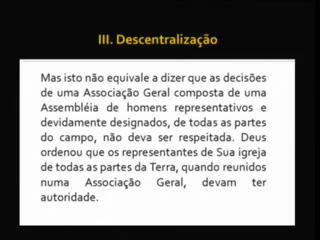 III. Descentralização
Mas isto não equivale a dizer que as decisões
de uma Associação Geral composta de uma
Assembléia de homens representativos e
devidamente designados, de todas as partes
do campo, não deva ser respeitada. Deus
ordenou que os representantes de Sua igreja
de todas as partes da Terra, quando reunidos
numa Associação Geral, devam ter
autoridade.